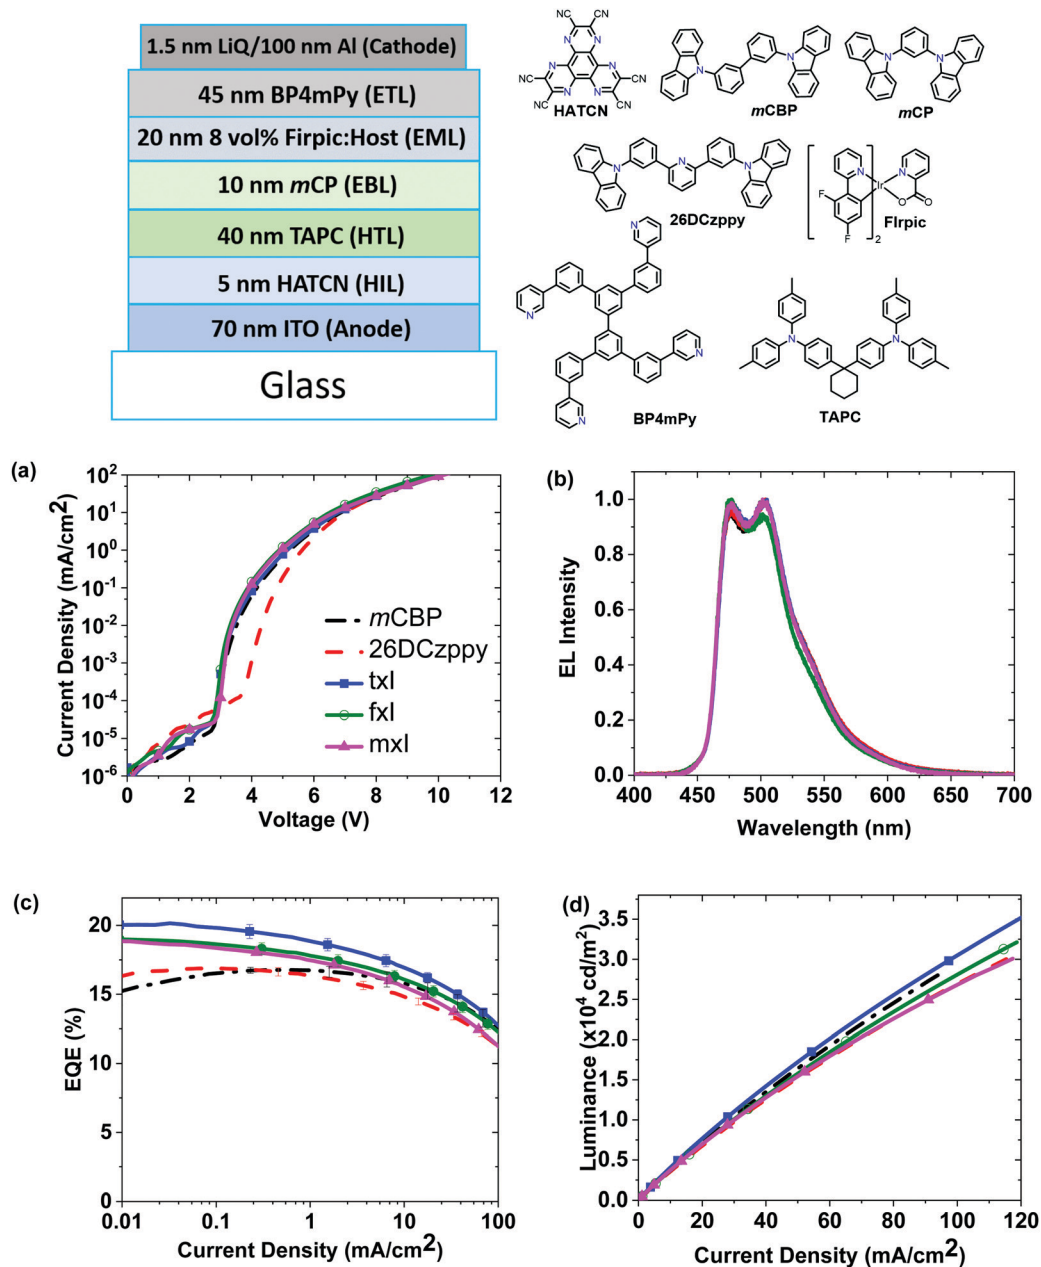 1.5 nm LiQ/100 nm Al (Cathode)
45 nm BP4mPy (ETL)
20 nm 8 vol% Firpic:Host (EML)
10 nm mCP (EBL)
40 nm TAPC (HTL)
5 nm HATCN (HIL)
70 nm ITO (Anode)
Glass
NC CN
N N
NC N N CN
NC N N CN
NC CN
HATCN
N N
mCBP
N N
mCP
N N N
26DCzppy
N N
Ir
F O O
F 2
FIrpic
N
N
N
N
BP4mPy
N N
TAPC
(a)
Current Density (mA/cm2)
102
101
100
10-1
10-2
10-3
10-4
10-5
10-6
mCBP
26DCzppy
txl
fxl
mxl
0 2 4 6 8 10 12
Voltage (V)
(b)
EL Intensity
1.0
0.8
0.6
0.4
0.2
0.0
400 450 500 550 600 650 700
Wavelength (nm)
(c)
EQE (%)
20
15
10
5
0
0.01 0.1 1 10 100
Current Density (mA/cm2)
(d)
Luminance (x104 cd/m2)
3.5
3.0
2.5
2.0
1.5
1.0
0.5
0.0
0 20 40 60 80 100 120
Current Density (mA/cm2)